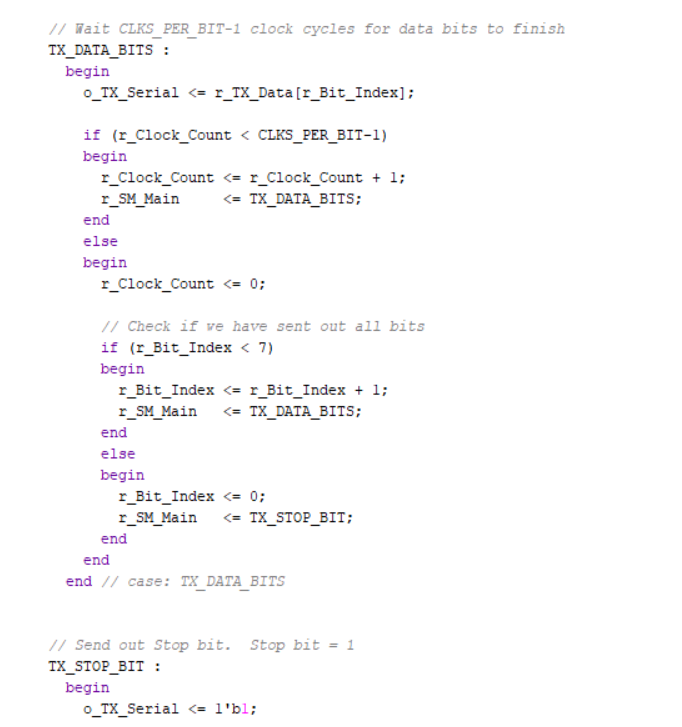 // Wait CLKS_PER_BIT-1 clock cycles for data bits to finish
TX_DATA_BITS :
begin
o_TX_Serial <= r_TX_Data[r_Bit_Index];
if (r_Clock_Count < CLKS_PER_BIT-1)
begin
r_Clock_Count <= r_Clock_Count + 1;
r_SM_Main <= TX_DATA_BITS;
end
else
begin
r_Clock_Count <= 0;
// Check if we have sent out all bits
if (r_Bit_Index < 7)
begin
r_Bit_Index <= r_Bit_Index + 1;
r_SM_Main <= TX_DATA_BITS;
end
else
begin
r_Bit_Index <= 0;
r_SM_Main <= TX_STOP_BIT;
end
end
end // case: TX_DATA_BITS
// Send out Stop bit. Stop bit = 1
TX_STOP_BIT :
begin
o_TX_Serial <= 1'b1;